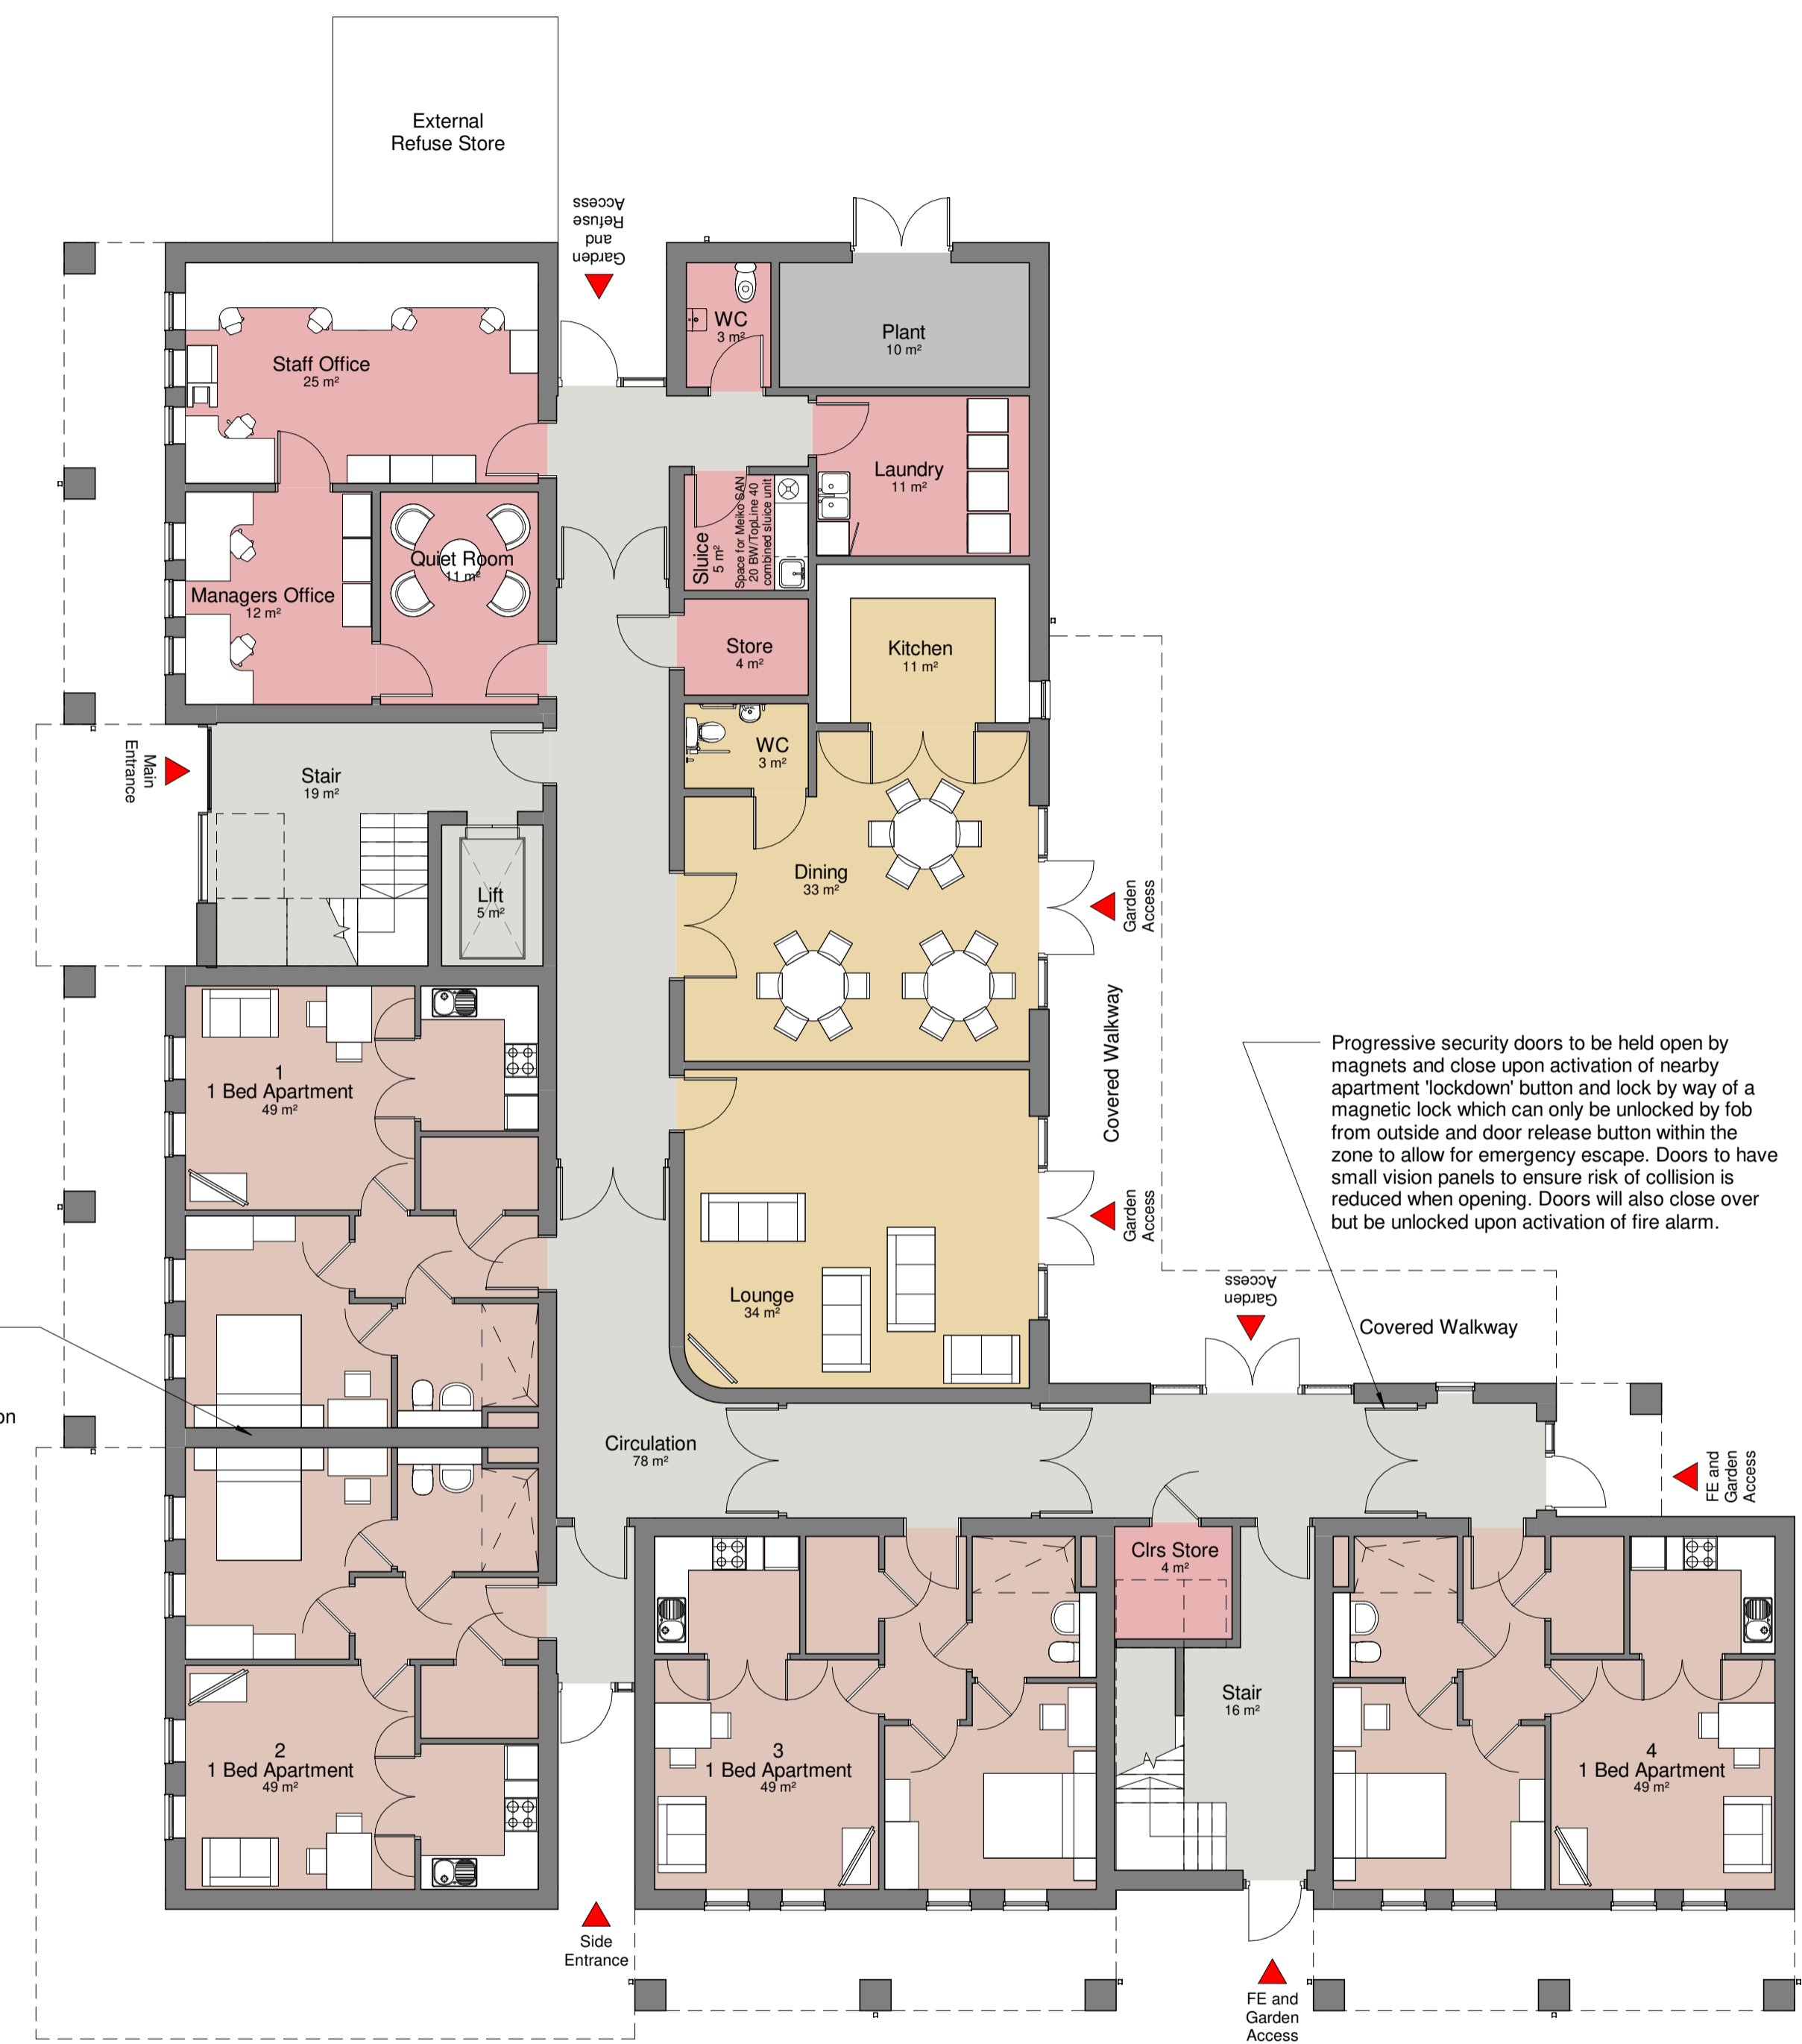 External
Refuse Store
Garden
and
Refuse
Access
WC
3 m²
Plant
10 m²
Staff Office
25 m²
Laundry
11 m²
Sluice
5 m²
Space for Meiko SAN
20 BW/TopLine 40
combined sluice unit
Quiet Room
11 m²
Managers Office
12 m²
Store
4 m²
Kitchen
11 m²
Main
Entrance
Stair
19 m²
WC
3 m²
Lift
5 m²
Dining
33 m²
Garden
Access
Covered Walkway
Progressive security doors to be held open by
magnets and close upon activation of nearby
apartment 'lockdown' button and lock by way of a
magnetic lock which can only be unlocked by fob
from outside and door release button within the
zone to allow for emergency escape. Doors to have
small vision panels to ensure risk of collision is
reduced when opening. Doors will also close over
but be unlocked upon activation of fire alarm.
1
1 Bed Apartment
49 m²
Garden
Access
Lounge
34 m²
Garden
Access
Covered Walkway
on
Circulation
78 m²
FE and
Garden
Access
Clrs Store
4 m²
Stair
16 m²
2
1 Bed Apartment
49 m²
3
1 Bed Apartment
49 m²
4
1 Bed Apartment
49 m²
Side
Entrance
FE and
Garden
Access